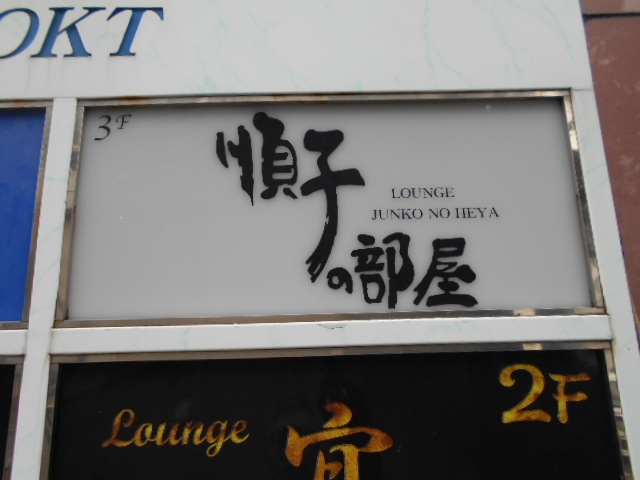 OKT
3F
順子
の部屋
LOUNGE
JUNKO NO HEYA
2F
Lounge